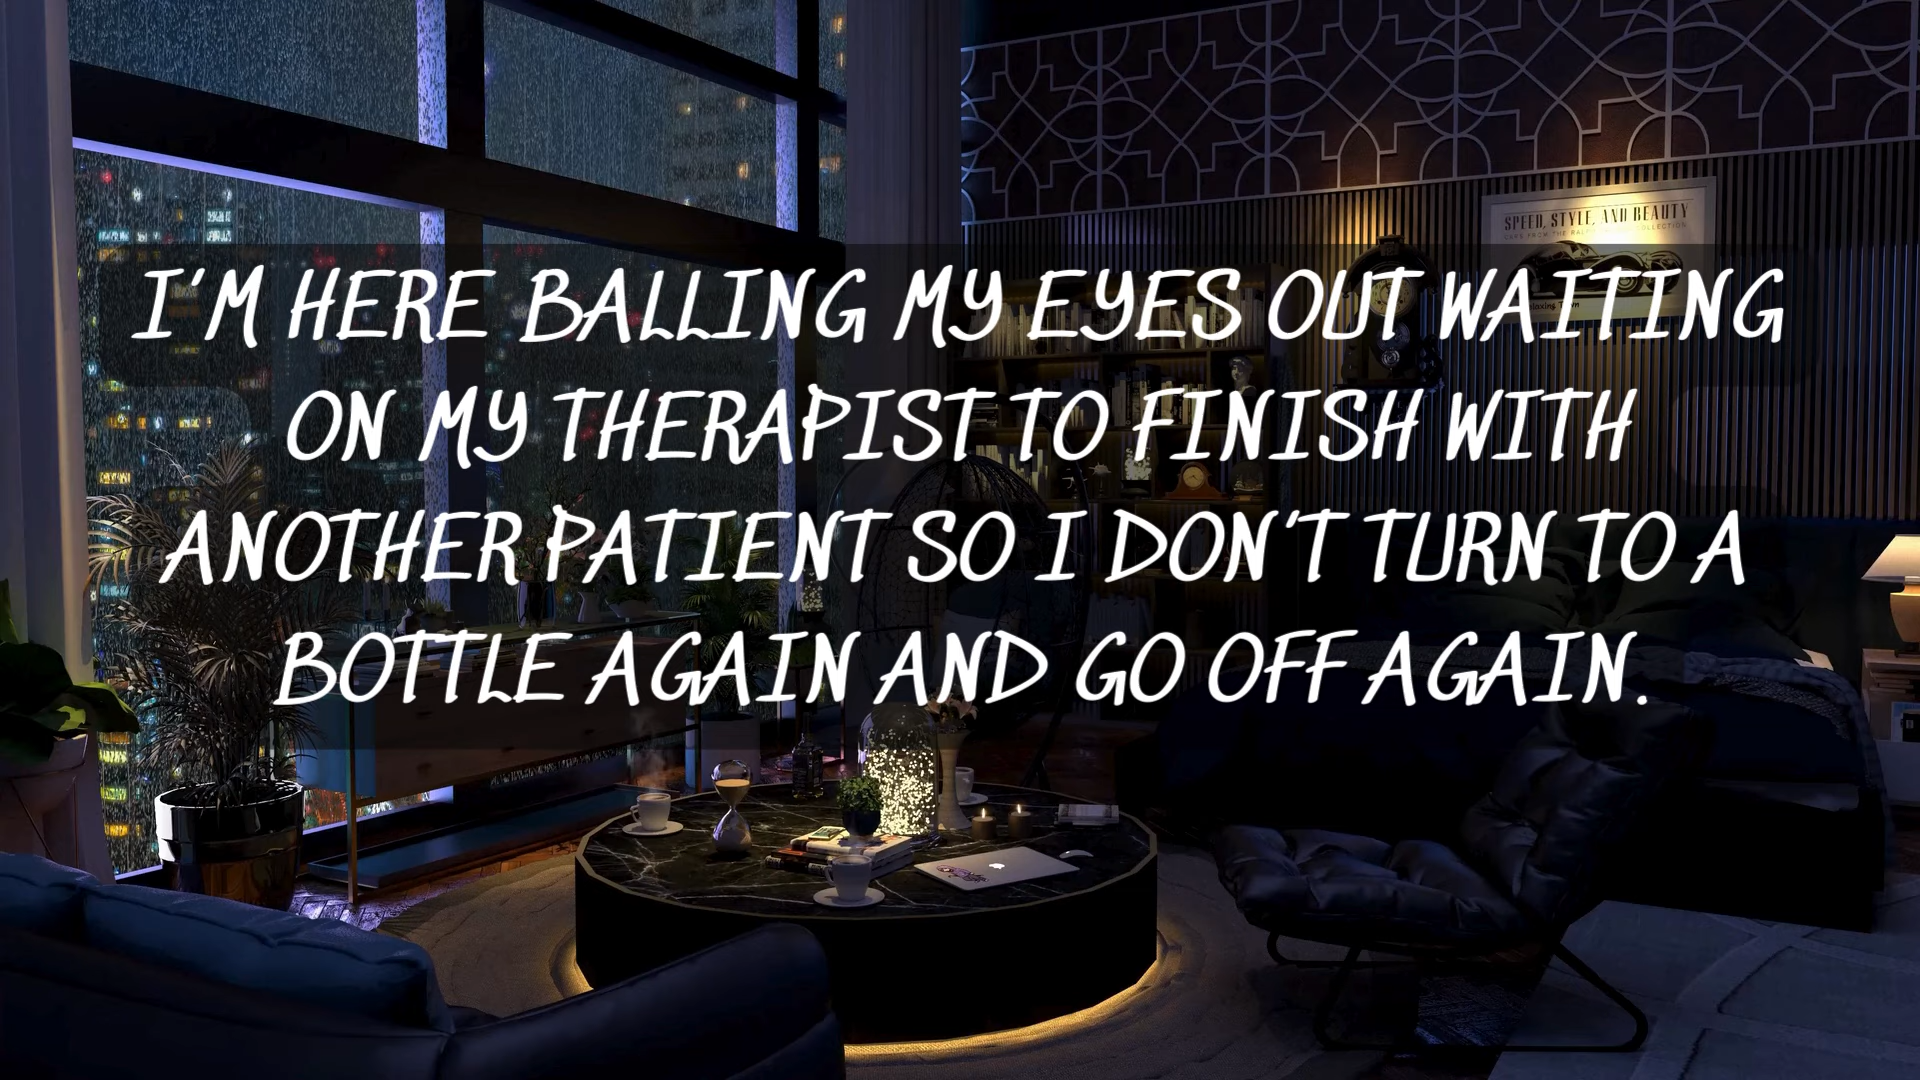 SPEED, STYLE, AND BEAUTY
I'M HERE BALLING MY EYES OUT WAITING
ON MY THERAPIST TO FINISH WITH
ANOTHER PATIENT SO I DON'T TURN TO A
BOTTLE AGAIN AND GO OFF AGAIN.